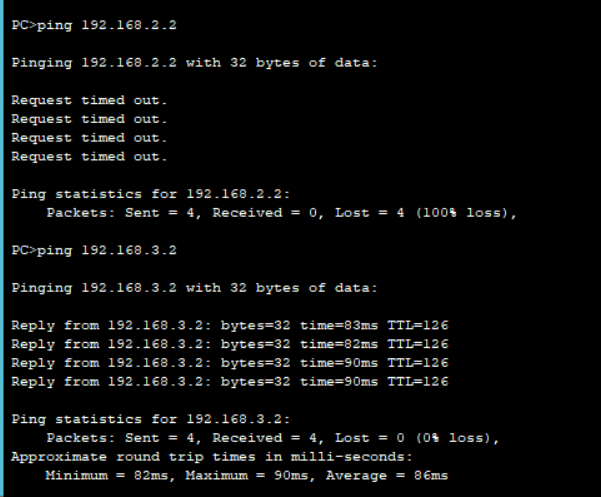 PC>ping 192.168.2.2
Pinging 192.168.2.2 with 32 bytes of data:
Request timed out.
Request timed out.
Request timed out.
Request timed out.
Ping statistics for 192.168.2.2:
    Packets: Sent = 4, Received = 0, Lost = 4 (100% loss),
PC>ping 192.168.3.2
Pinging 192.168.3.2 with 32 bytes of data:
Reply from 192.168.3.2: bytes=32 time=83ms TTL=126
Reply from 192.168.3.2: bytes=32 time=82ms TTL=126
Reply from 192.168.3.2: bytes=32 time=90ms TTL=126
Reply from 192.168.3.2: bytes=32 time=90ms TTL=126
Ping statistics for 192.168.3.2:
    Packets: Sent = 4, Received = 4, Lost = 0 (0% loss),
Approximate round trip times in milli-seconds:
    Minimum = 82ms, Maximum = 90ms, Average = 86ms